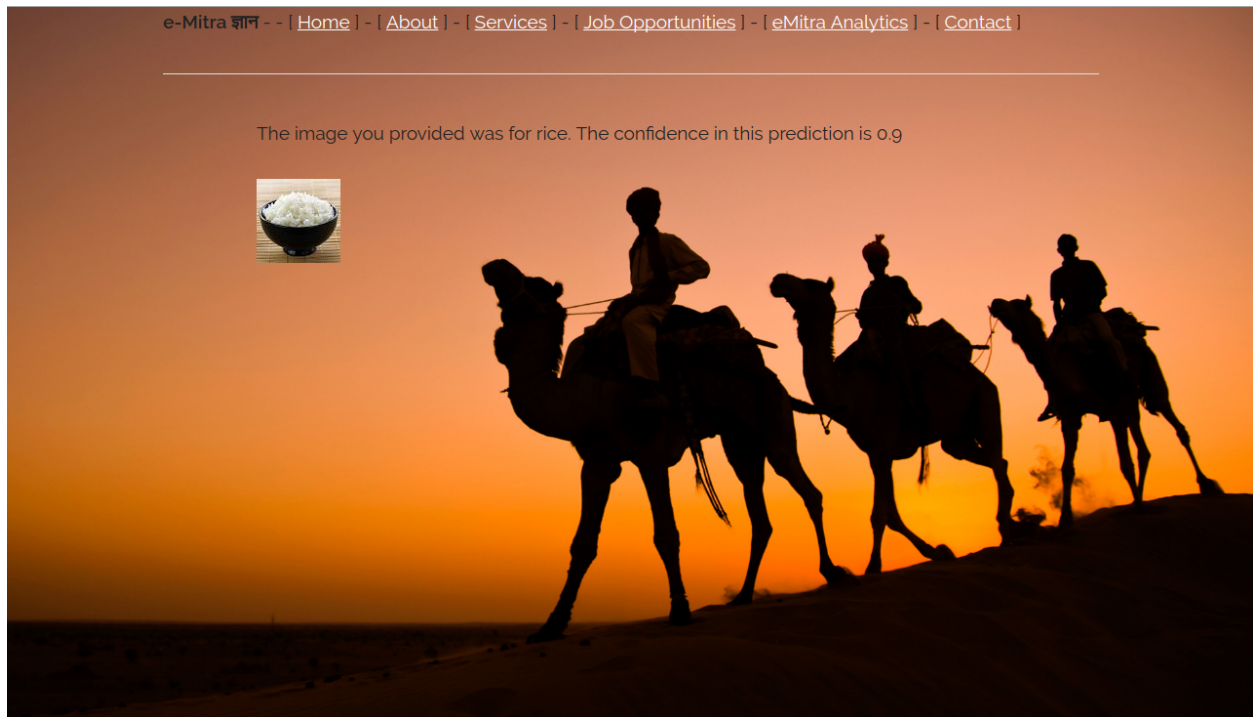 e-Mitra ज्ञान - - [ Home ] - [ About ] - [ Services ] - [ Job Opportunities ] - [ eMitra Analytics ] - [ Contact ]
The image you provided was for rice. The confidence in this prediction is 0.9